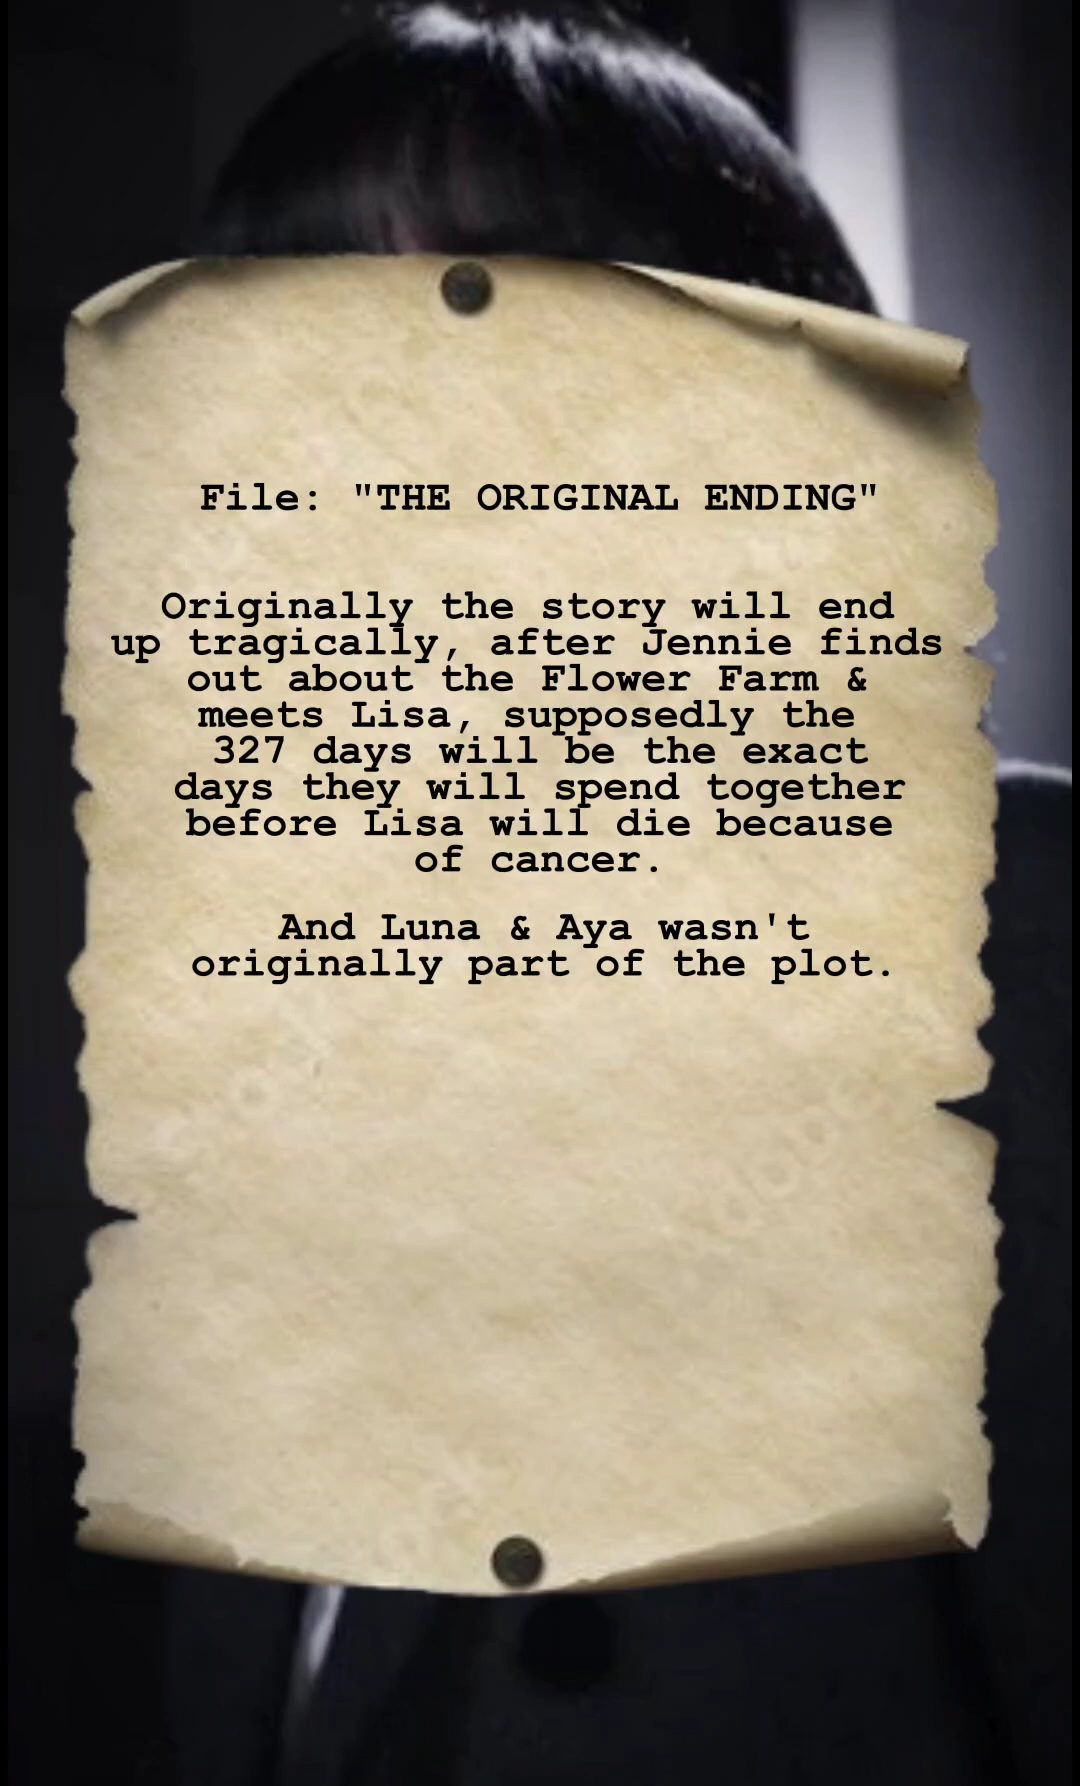 File: "THE ORIGINAL ENDING"
Originally the story will end
up tragically, after Jennie finds
out about the Flower Farm &
meets Lisa, supposedly the
327 days will be the exact
days they will spend together
before Lisa will die because
of cancer.
And Luna & Aya wasn't
originally part of the plot.